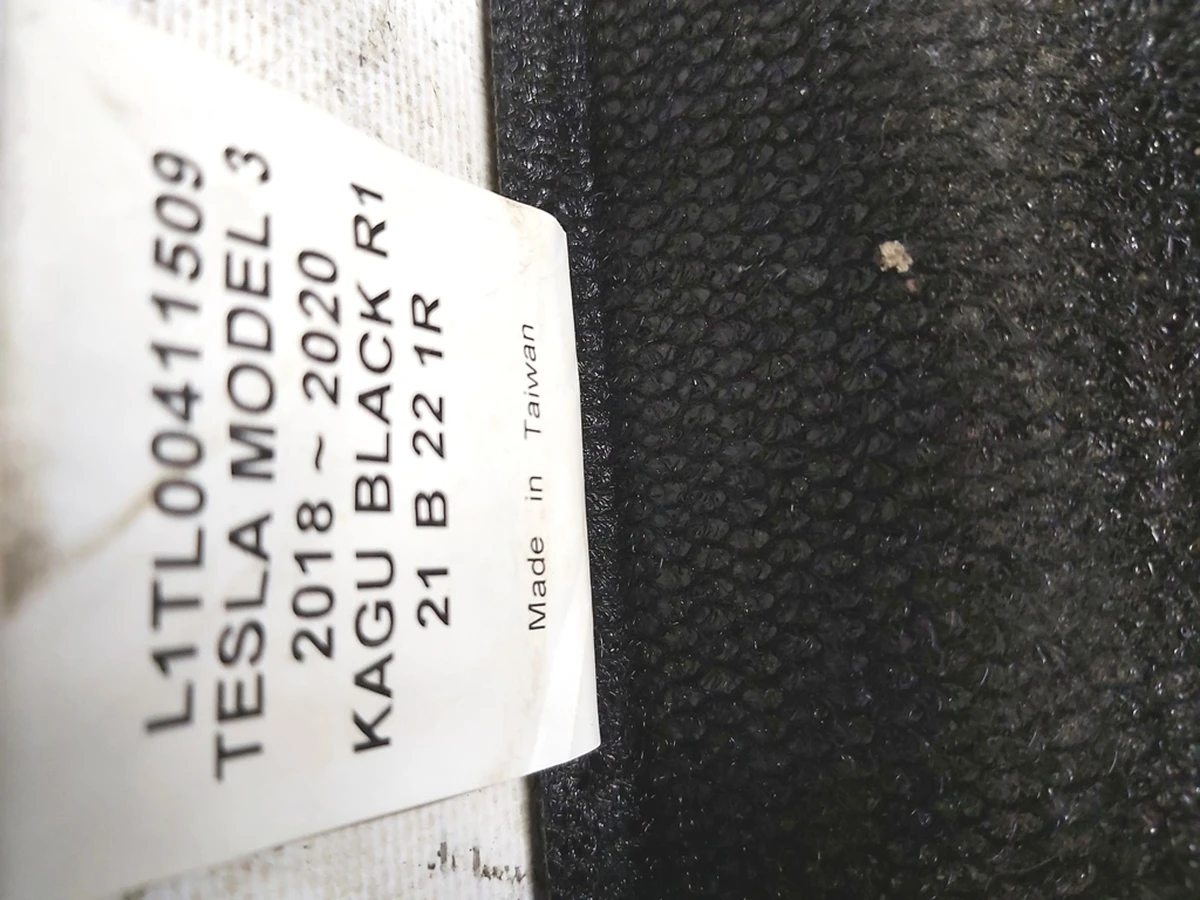 L1TL00411509
TESLA MODEL 3
2018 ~ 2020
KAGU BLACK R1
21 B 22 1R
Made in Taiwan